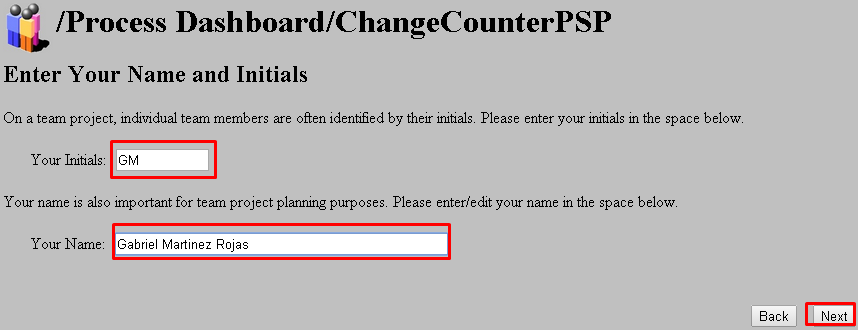 /Process Dashboard/ChangeCounterPSP
Enter Your Name and Initials
On a team project, individual team members are often identified by their initials. Please enter your initials in the space below.
Your Initials: GM
Your name is also important for team project planning purposes. Please enter/edit your name in the space below.
Your Name: Gabriel Martinez Rojas
Back Next